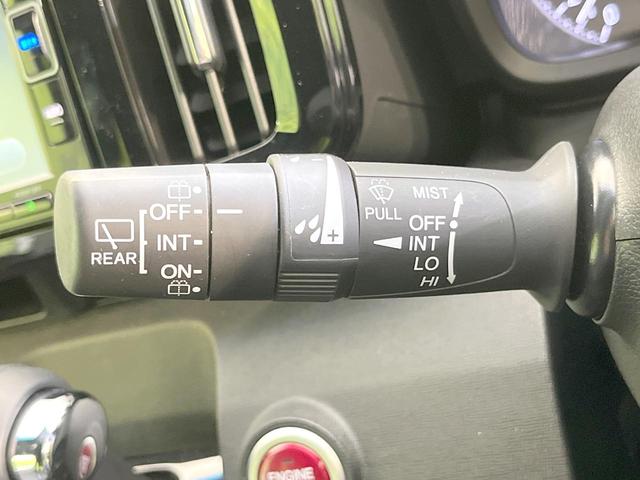 REAR
OFF
INT
ON
- +
PULL
MIST
OFF
INT
LO
HI
ENGINE